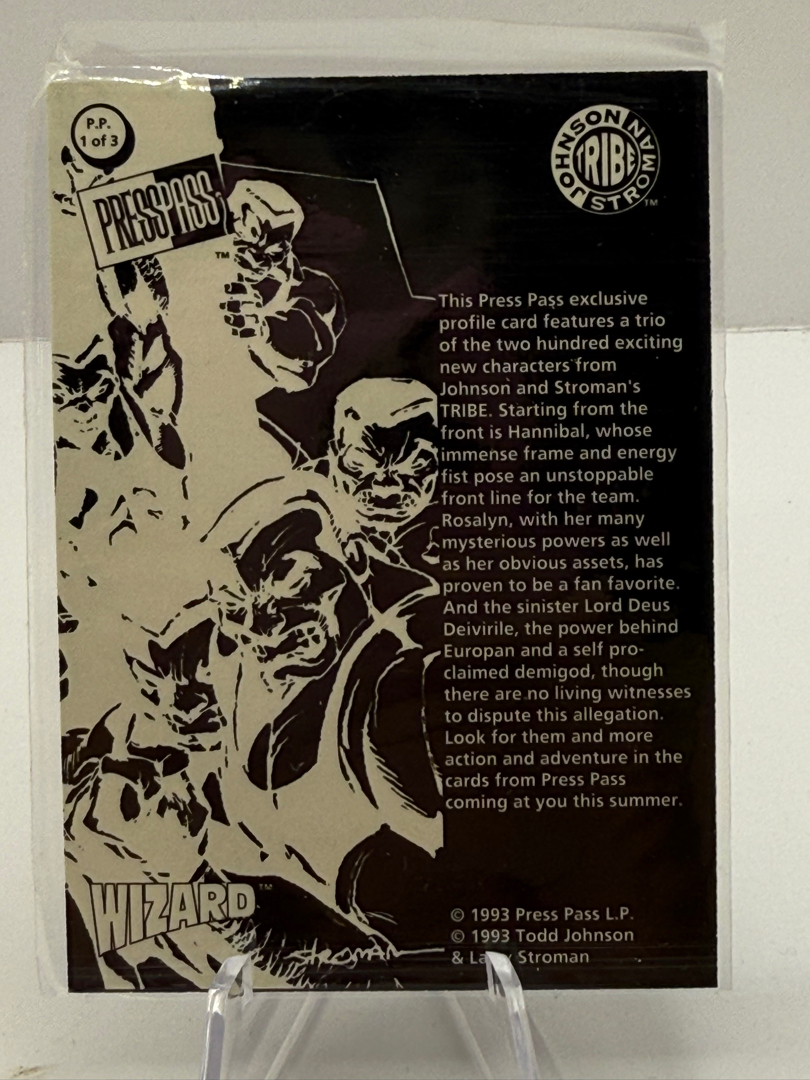 P.P.
1 of 3
PRESS PASS
™
JOHNSON STROMAN
TRIBE
™
This Press Pass exclusive
profile card features a trio
of the two hundred exciting
new characters from
Johnson and Stroman's
TRIBE. Starting from the
front is Hannibal, whose
immense frame and energy
fist pose an unstoppable
front line for the team.
Rosalyn, with her many
mysterious powers as well
as her obvious assets, has
proven to be a fan favorite.
And the sinister Lord Deus
Deivirile, the power behind
Europan and a self pro-
claimed demigod, though
there are no living witnesses
to dispute this allegation.
Look for them and more
action and adventure in the
cards from Press Pass
coming at you this summer.
WIZARD™
STROMAN
© 1993 Press Pass L.P.
© 1993 Todd Johnson
& Larry Stroman